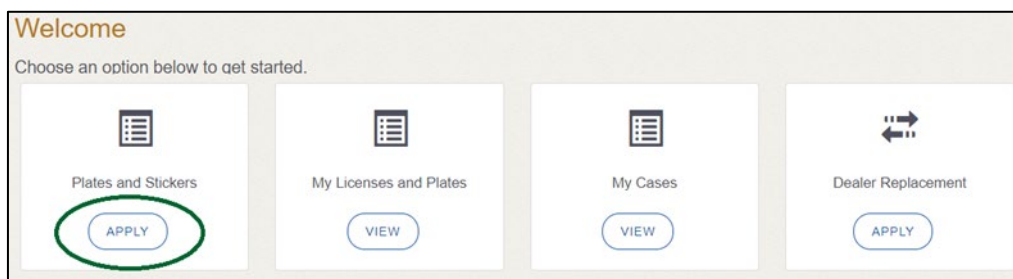 Welcome
Choose an option below to get started.
Plates and Stickers
My Licenses and Plates
My Cases
Dealer Replacement
APPLY
VIEW
VIEW
APPLY